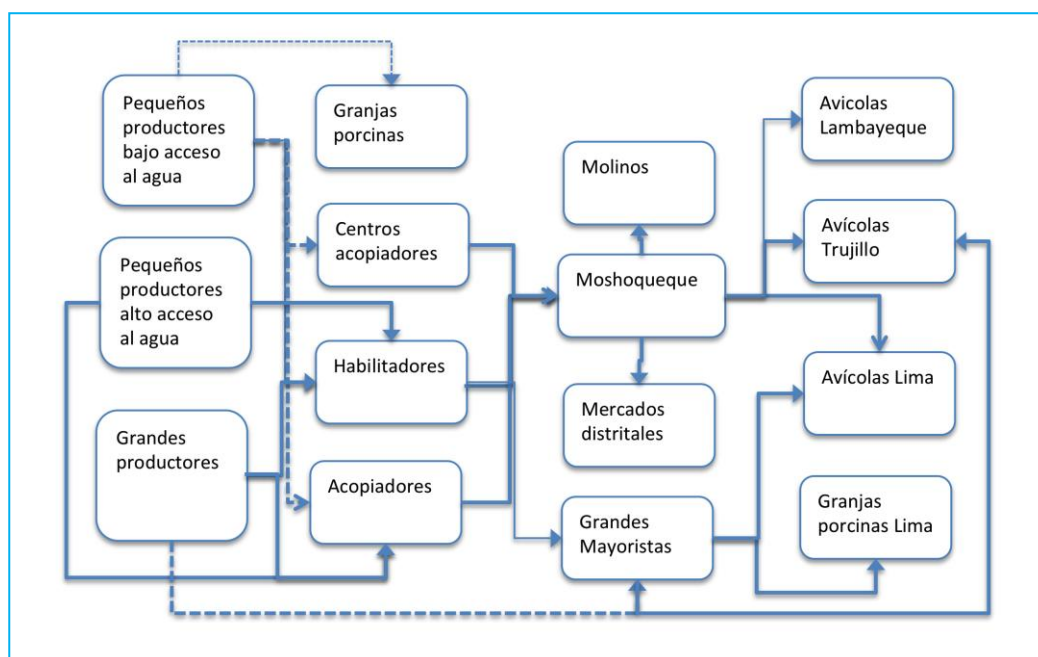 Pequeños
productores
bajo acceso
al agua
Granjas
porcinas
Avicolas
Lambayeque
Molinos
Centros
acopiadores
Avícolas
Trujillo
Pequeños
productores
alto acceso
al agua
Moshoqueque
Habilitadores
Avícolas Lima
Mercados
distritales
Grandes
productores
Acopiadores
Granjas
porcinas Lima
Grandes
Mayoristas